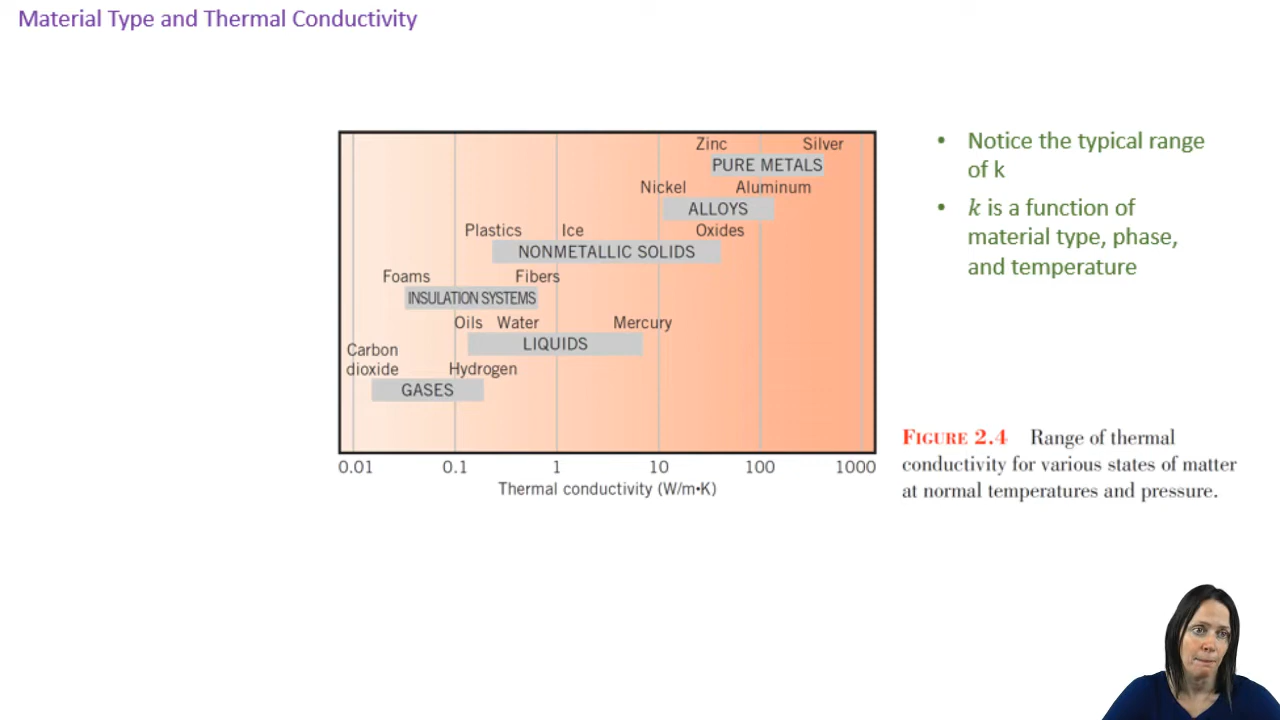 Material Type and Thermal Conductivity
Zinc Silver
PURE METALS
Nickel Aluminum
ALLOYS
Plastics Ice Oxides
NONMETALLIC SOLIDS
Foams Fibers
INSULATION SYSTEMS
Oils Water Mercury
LIQUIDS
Carbon
dioxide Hydrogen
GASES
0.01 0.1 1 10 100 1000
Thermal conductivity (W/m•K)
• Notice the typical range
of k
• k is a function of
material type, phase,
and temperature
FIGURE 2.4 Range of thermal
conductivity for various states of matter
at normal temperatures and pressure.